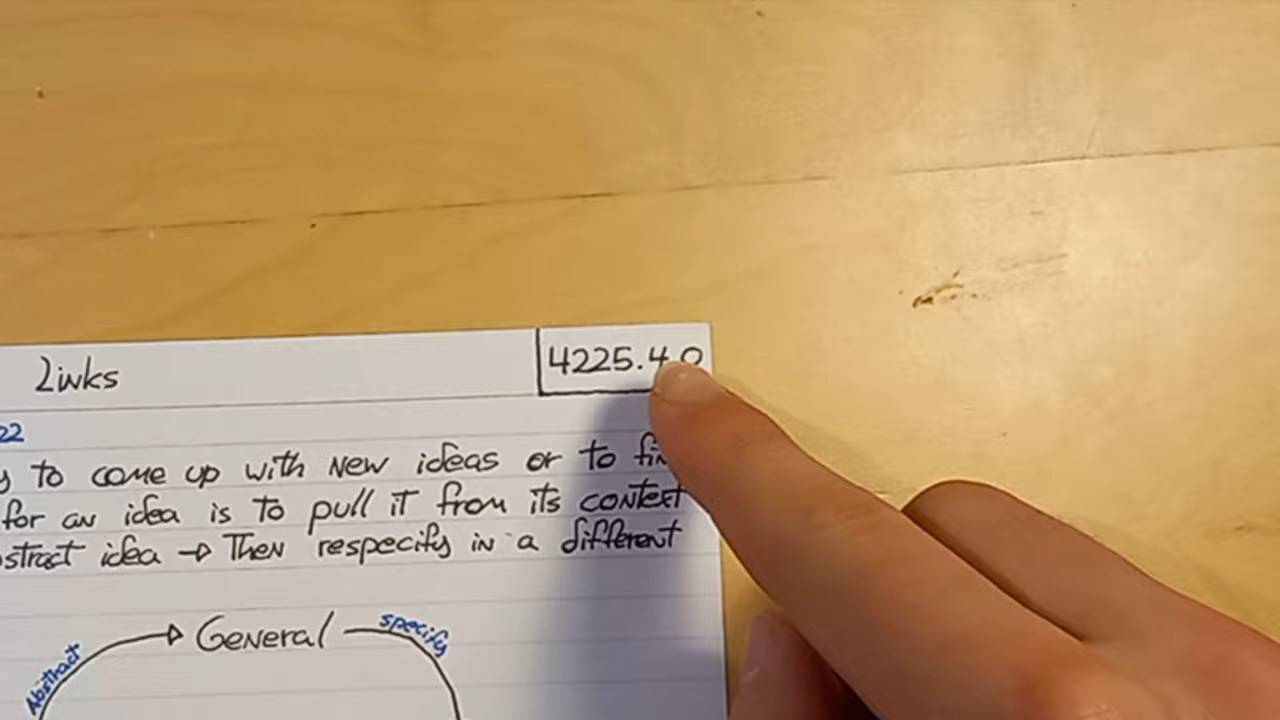 Links
4225.4.0
22
to come up with new ideas or to
for an idea is to pull it from its context
idea → Then respecify in a different
General
Abstract
specify